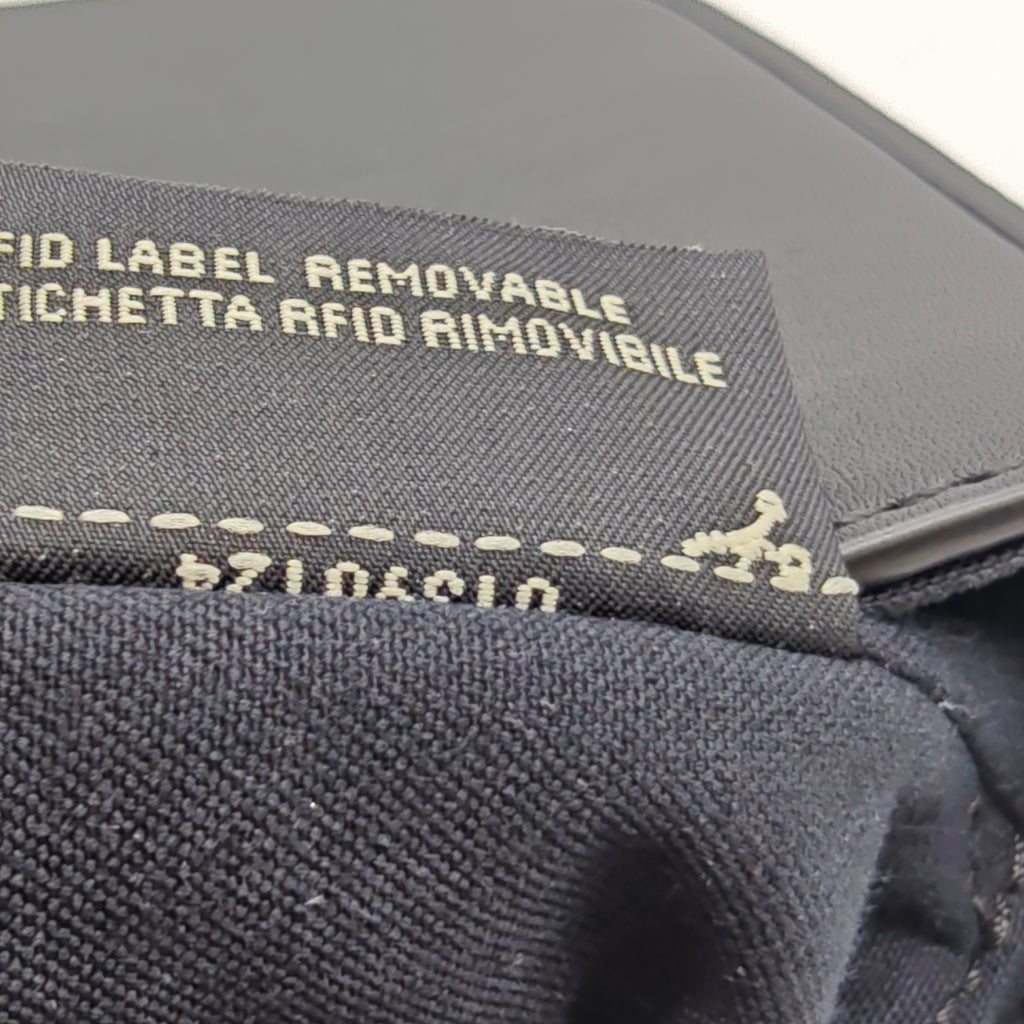 FID LABEL REMOVABLE
TICHETTA RFID RIMOVIBILE